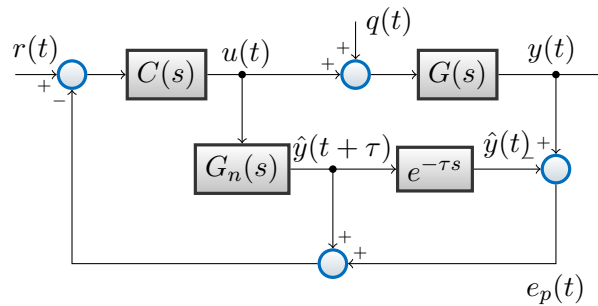 q(t)
r(t)
u(t)
y(t)
+
+
+
−
C(s)
G(s)
ŷ(t + τ)
ŷ(t)
+
−
G_n(s)
e^{−τs}
+
+
e_p(t)